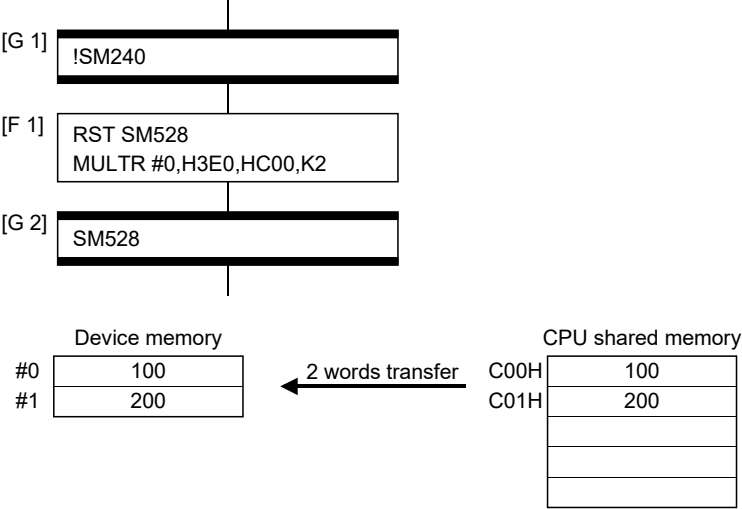 [G 1]
!SM240
[F 1]
RST SM528
MULTR #0,H3E0,HC00,K2
[G 2]
SM528
Device memory
CPU shared memory
#0 100
2 words transfer
C00H 100
#1 200
C01H 200